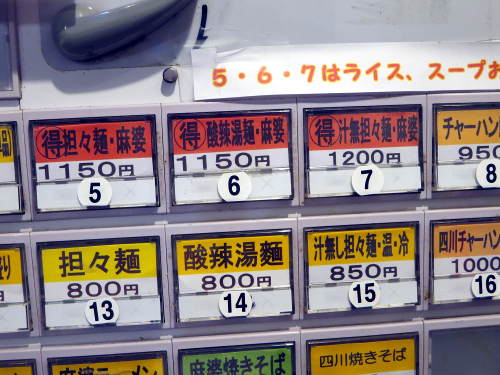 5・6・7はライス、スープお
得担々麺・麻婆
1150円
5
得酸辣湯麺・麻婆
1150円
6
得汁無担々麺・麻婆
1200円
7
チャーハン
950
8
担々麺
800円
13
酸辣湯麺
800円
14
汁無し担々麺・温・冷
850円
15
四川チャーハン
1000
16
麻婆焼きそば
四川焼きそば